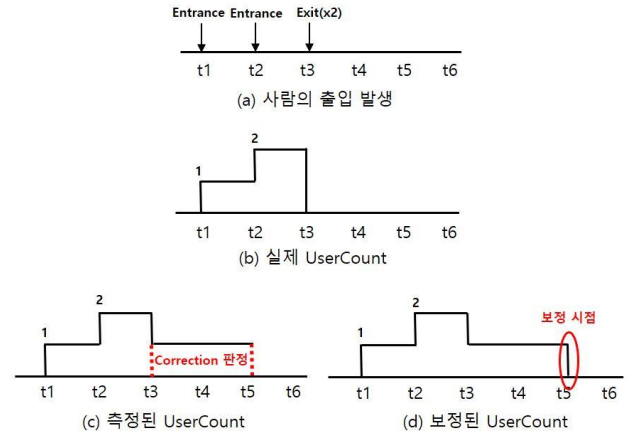 Entrance Entrance Exit(x2)
t1 t2 t3 t4 t5 t6
(a) 사람의 출입 발생
2
1
t1 t2 t3 t4 t5 t6
(b) 실제 UserCount
2
1
Correction 판정
t1 t2 t3 t4 t5 t6
(c) 측정된 UserCount
보정 시점
2
1
t1 t2 t3 t4 t5 t6
(d) 보정된 UserCount